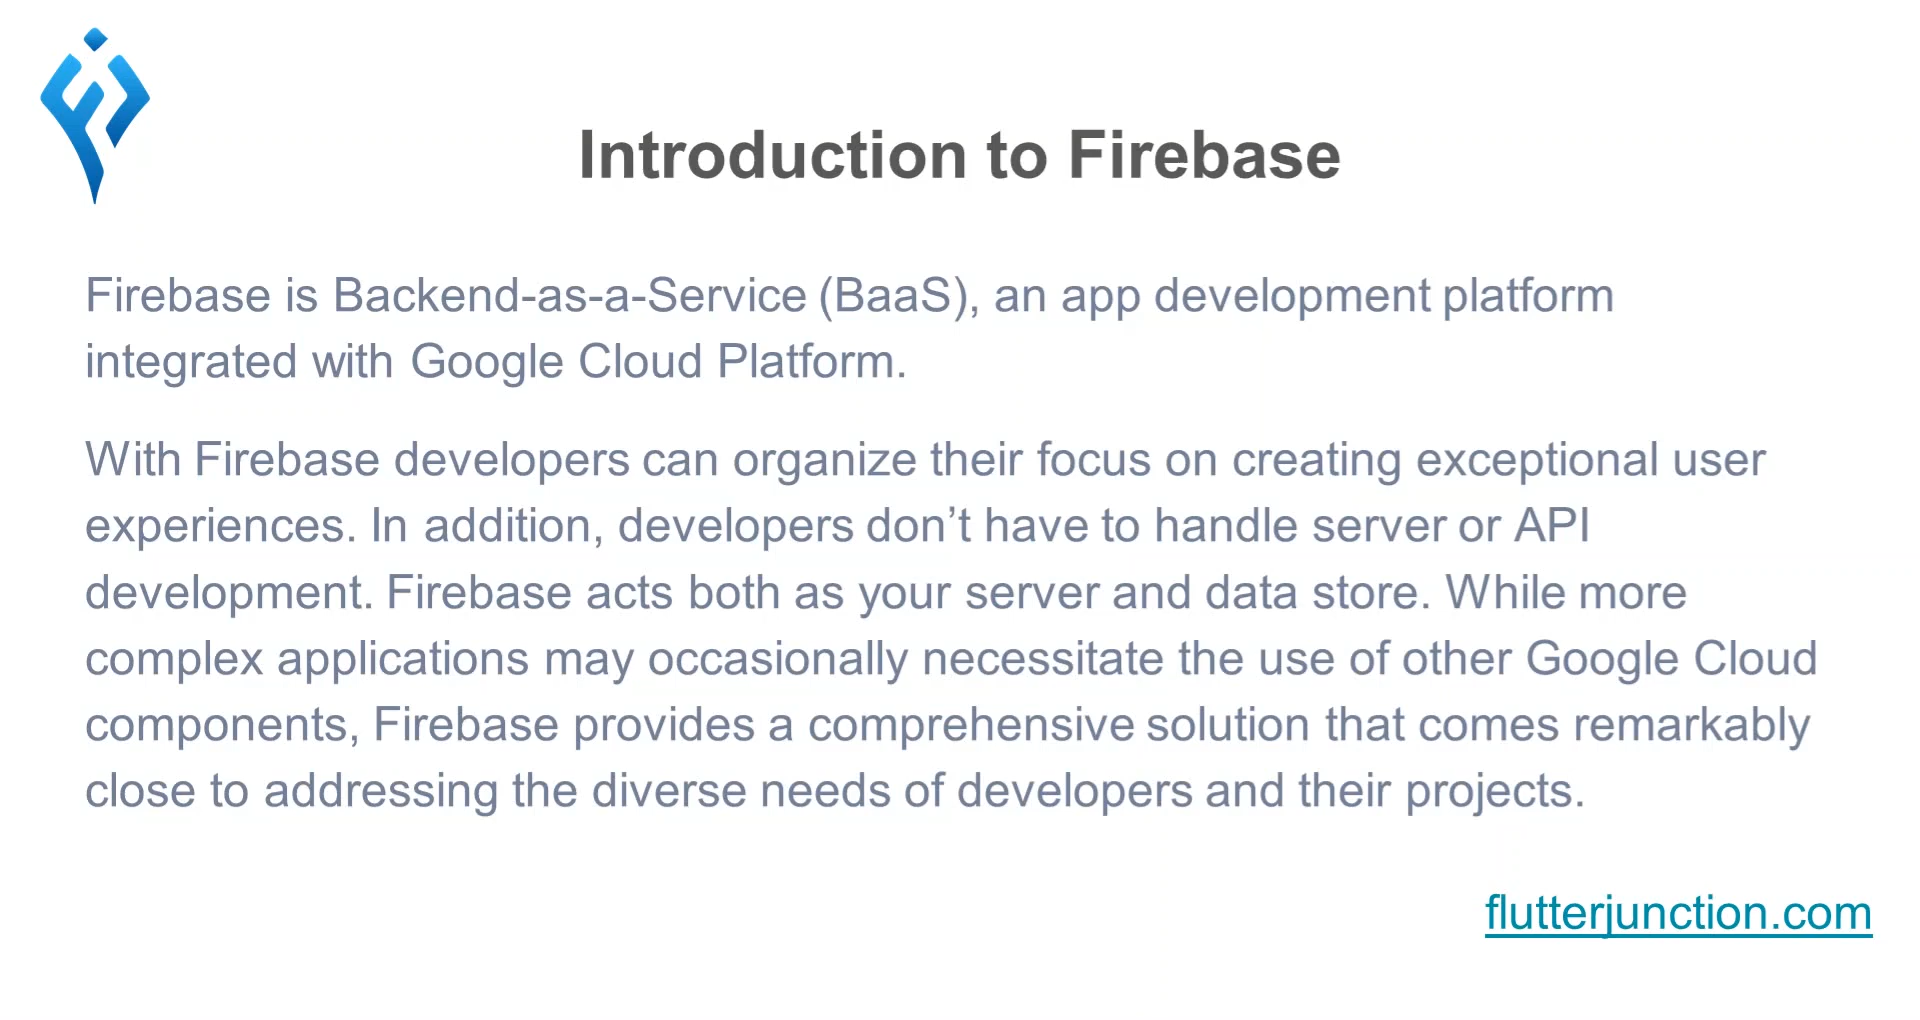 Introduction to Firebase
Firebase is Backend-as-a-Service (BaaS), an app development platform
integrated with Google Cloud Platform.
With Firebase developers can organize their focus on creating exceptional user
experiences. In addition, developers don’t have to handle server or API
development. Firebase acts both as your server and data store. While more
complex applications may occasionally necessitate the use of other Google Cloud
components, Firebase provides a comprehensive solution that comes remarkably
close to addressing the diverse needs of developers and their projects.
flutterjunction.com